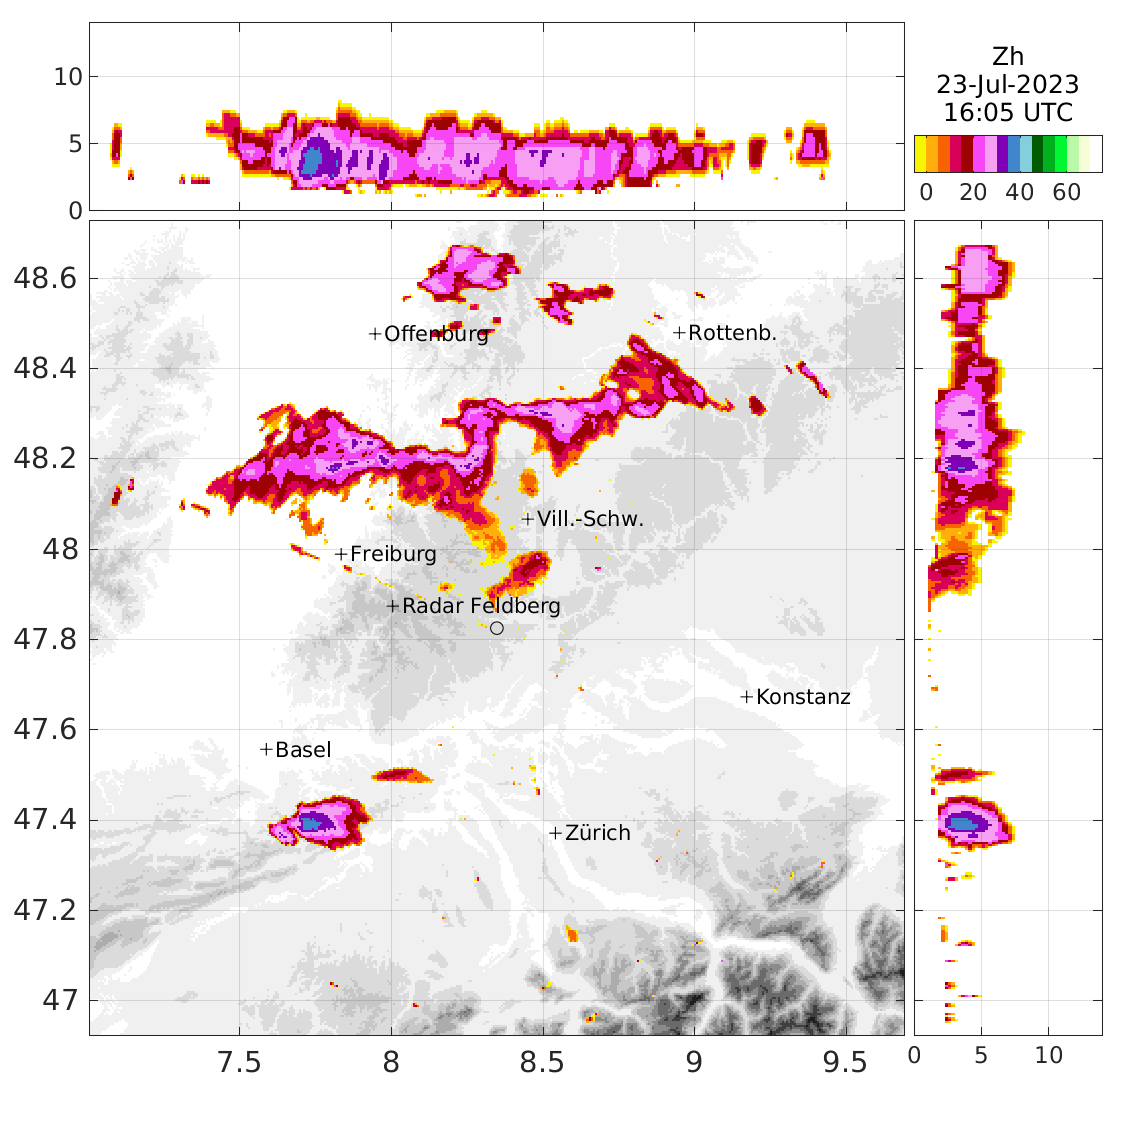 Zh
23-Jul-2023
16:05 UTC
0 20 40 60
10
5
0
48.6
48.4
48.2
48
47.8
47.6
47.4
47.2
47
Offenburg
Rottenb.
Vill.-Schw.
Freiburg
Radar Feldberg
Konstanz
Basel
Zürich
7.5 8 8.5 9 9.5
0 5 10